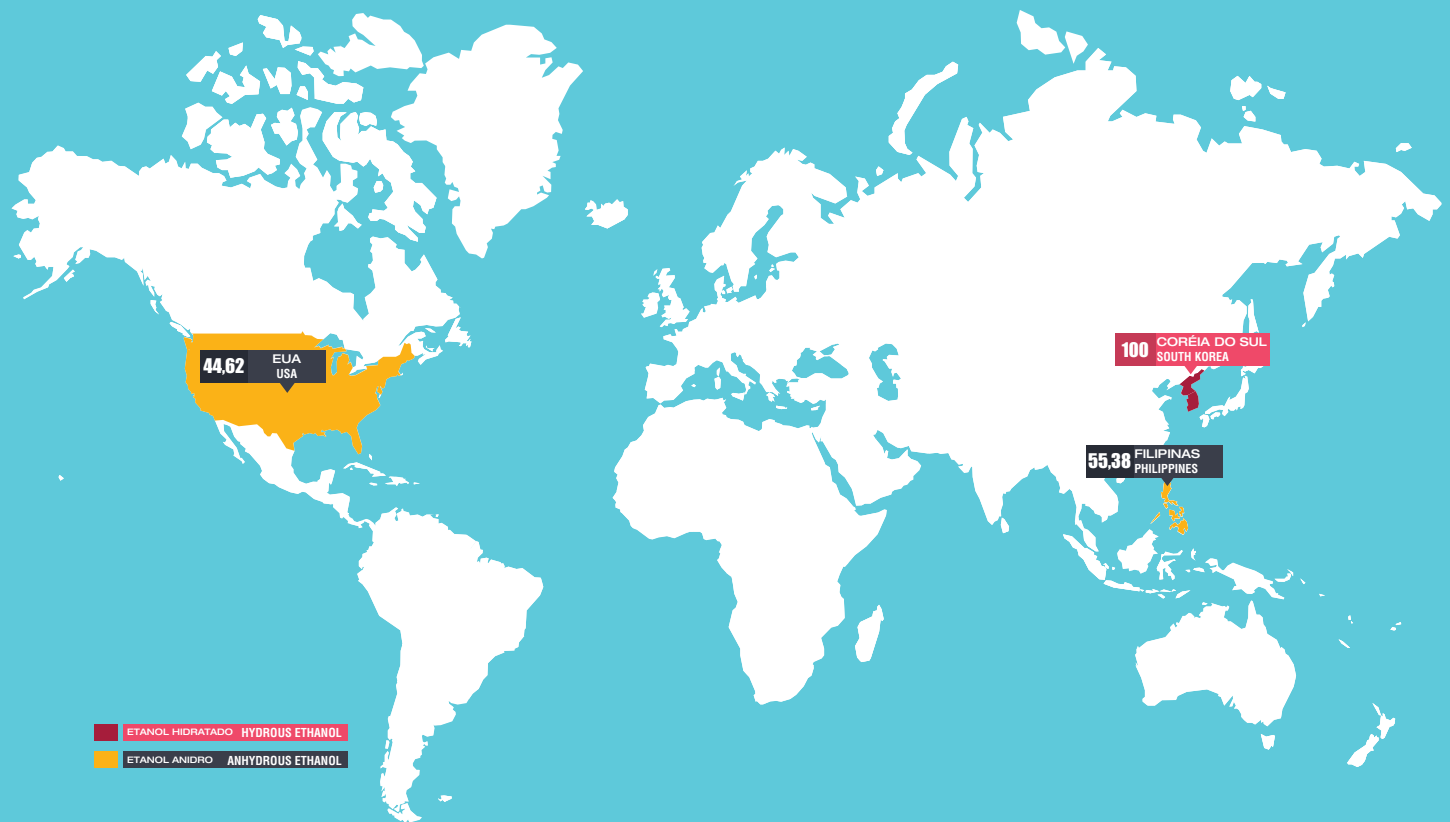 44,62 EUA
USA
100 CORÉIA DO SUL
SOUTH KOREA
55,38 FILIPINAS
PHILIPPINES
ETANOL HIDRATADO HYDROUS ETHANOL
ETANOL ANIDRO ANHYDROUS ETHANOL